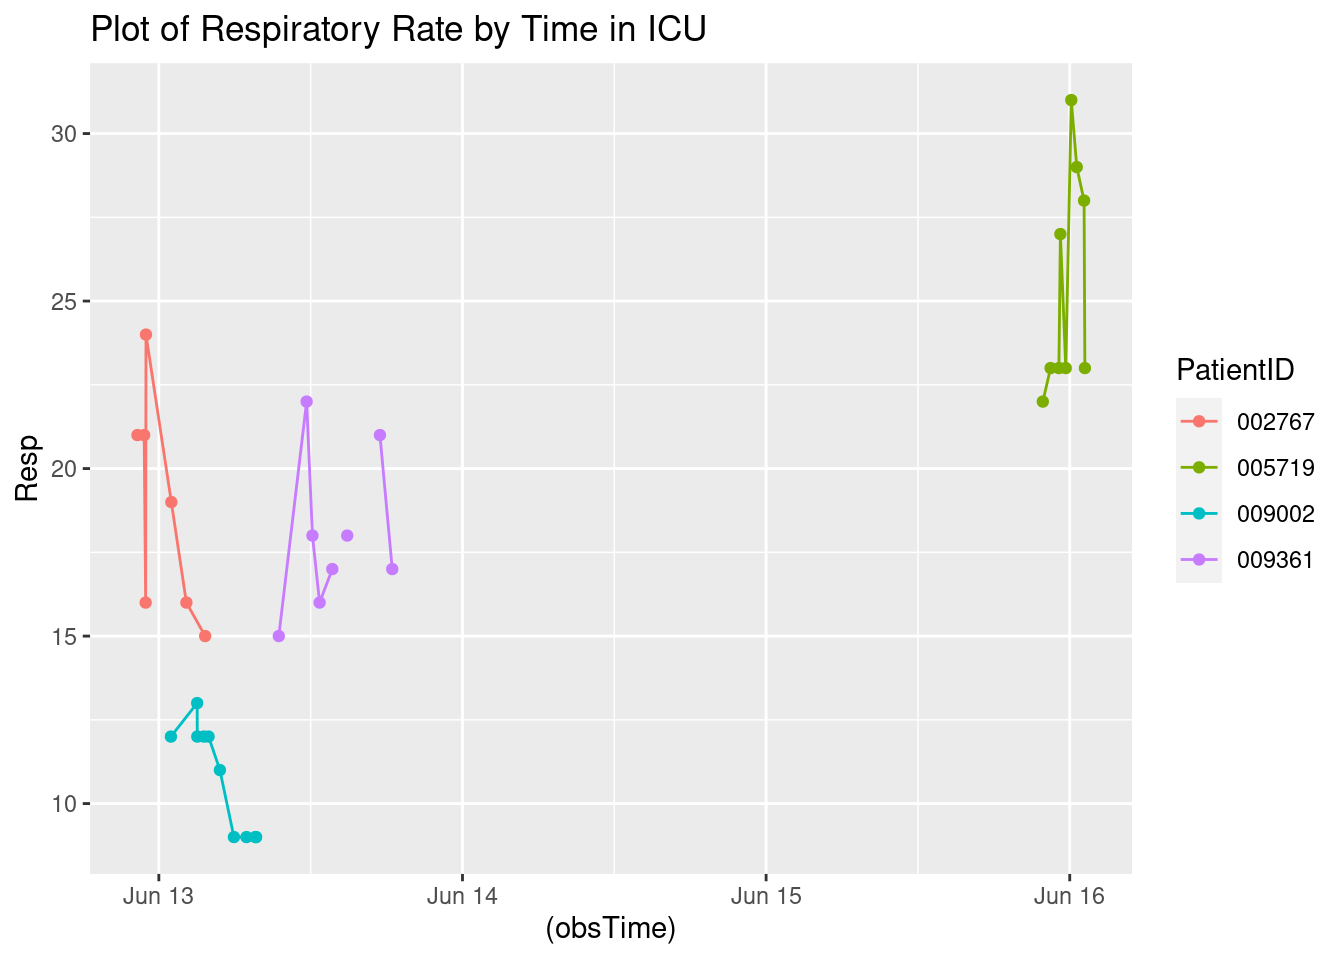 Plot of Respiratory Rate by Time in ICU
Resp
30
25
20
15
10
Jun 13
Jun 14
Jun 15
Jun 16
(obsTime)
PatientID
002767
005719
009002
009361